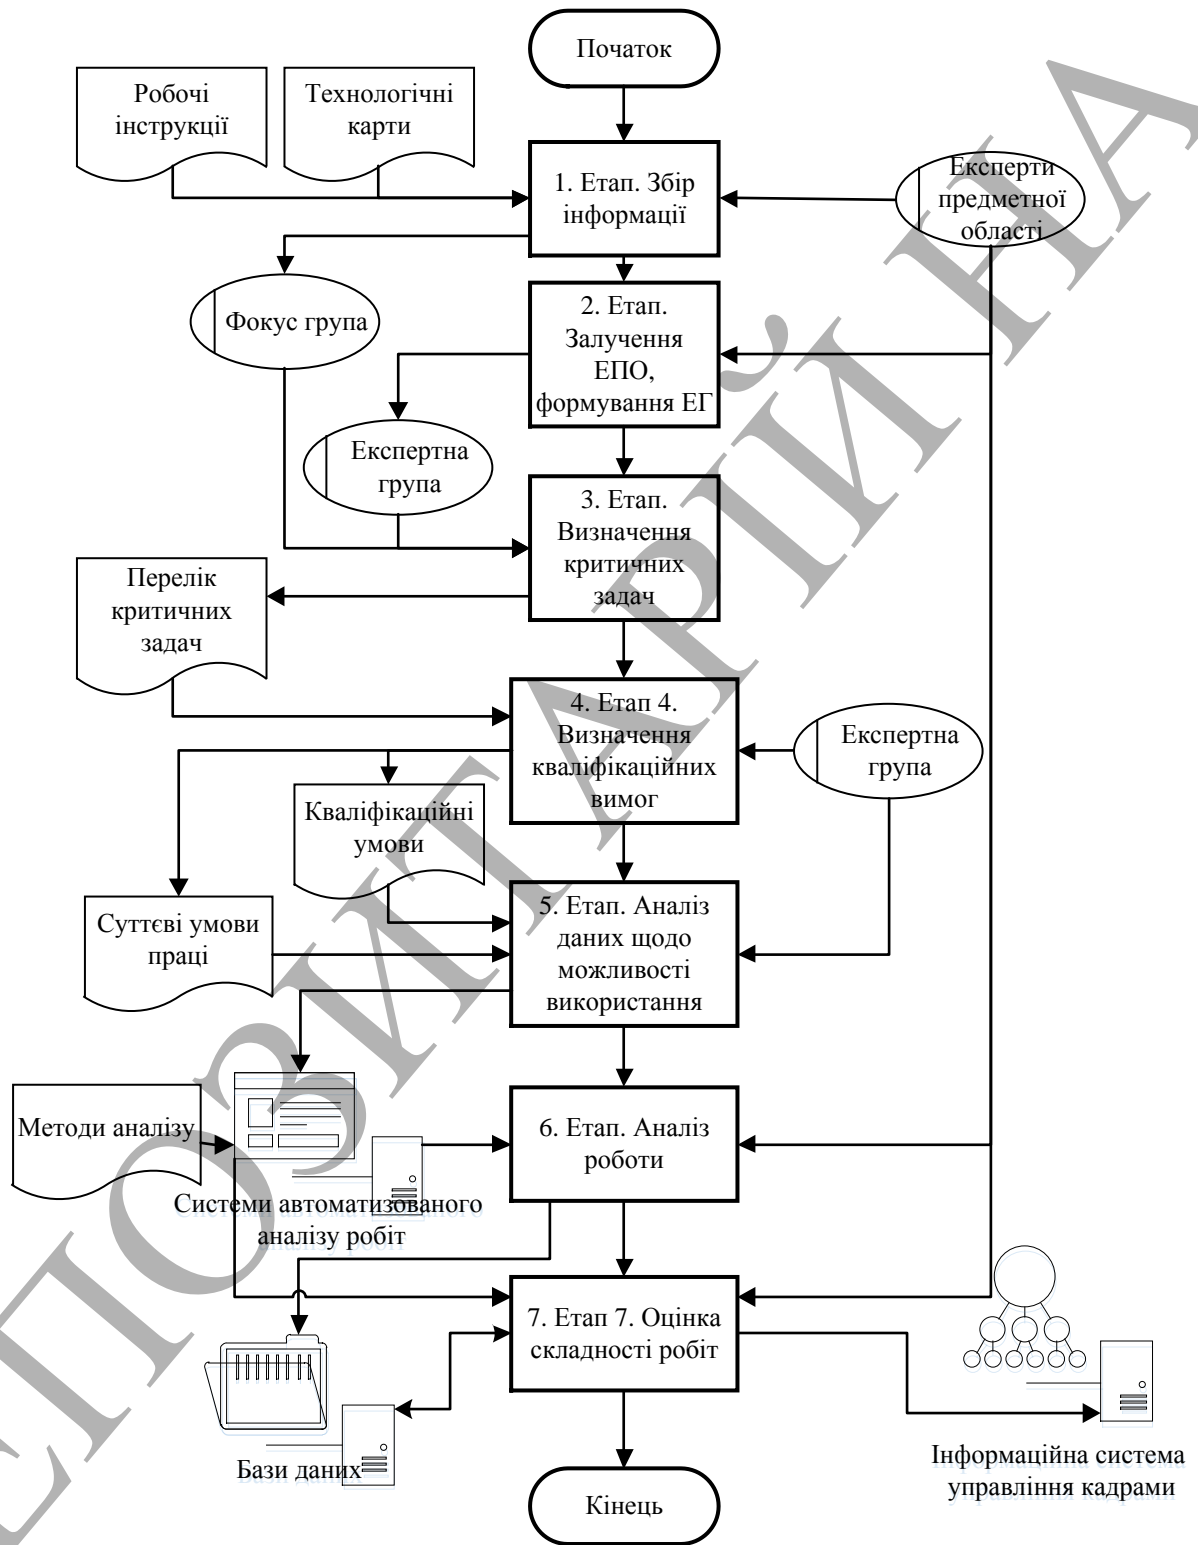 Початок
Робочі
інструкції
Технологічні
карти
1. Етап. Збір
інформації
Експерти
предметної
області
Фокус група
2. Етап.
Залучення
ЕПО,
формування ЕГ
Експертна
група
3. Етап.
Визначення
критичних
задач
Перелік
критичних
задач
4. Етап 4.
Визначення
кваліфікаційних
вимог
Експертна
група
Кваліфікаційні
умови
Суттєві умови
праці
5. Етап. Аналіз
даних щодо
можливості
використання
Методи аналізу
6. Етап. Аналіз
роботи
Системи автоматизованого
аналізу робіт
7. Етап 7. Оцінка
складності робіт
Бази даних
Інформаційна система
управління кадрами
Кінець
ЕПОЗИТАРІЙ НА